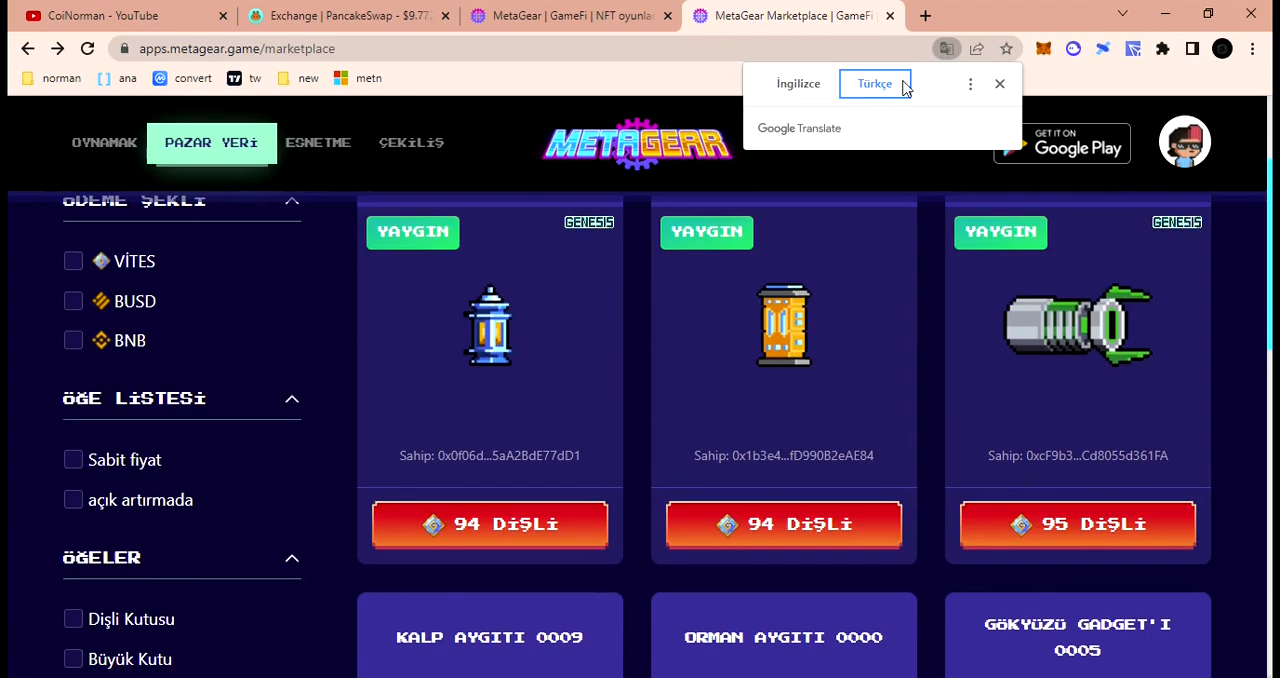 CoiNorman - YouTube
Exchange | PancakeSwap - $9.77
MetaGear | GameFi | NFT oyunlar
MetaGear Marketplace | GameFi |
apps.metagear.game/marketplace
norman
ana
convert
tw
new
metn
İngilizce
Türkçe
Google Translate
OYNAMAK
PAZAR YERİ
ESNETME
ÇEKİLİŞ
METAGEAR
GET IT ON
Google Play
ÖDEME ŞEKLİ
VİTES
BUSD
BNB
ÖĞE LİSTESİ
Sabit fiyat
açık artırmada
ÖĞELER
Dişli Kutusu
Büyük Kutu
YAYGIN
GENESIS
Sahip: 0x0f06d...5aA2BdE77dD1
94 DİŞLİ
YAYGIN
Sahip: 0x1b3e4...fD990B2eAE84
94 DİŞLİ
YAYGIN
GENESIS
Sahip: 0xcF9b3...Cd8055d361FA
95 DİŞLİ
KALP AYGITI 0009
ORMAN AYGITI 0000
GÖKYÜZÜ GADGET'I
0005